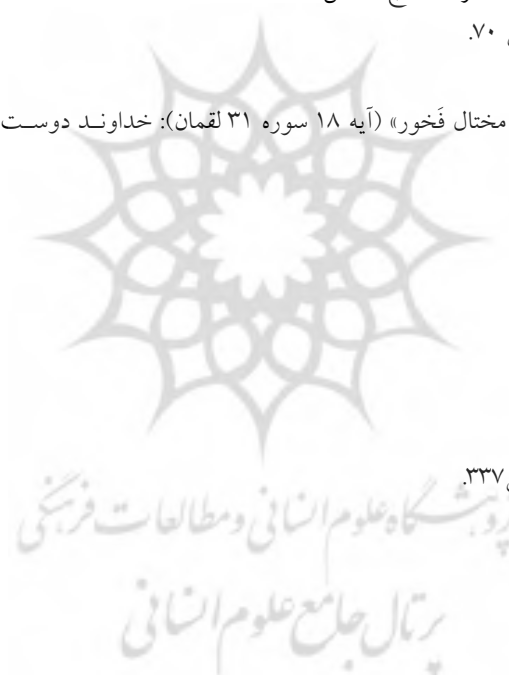 ۷۰.
مختال فَخور» (آیه ۱۸ سوره ۳۱ لقمان): خداونـد دوسـت
۳۳۷.
پژوهشگاه علوم انسانی و مطالعات فرهنگی
پرتال جامع علوم انسانی